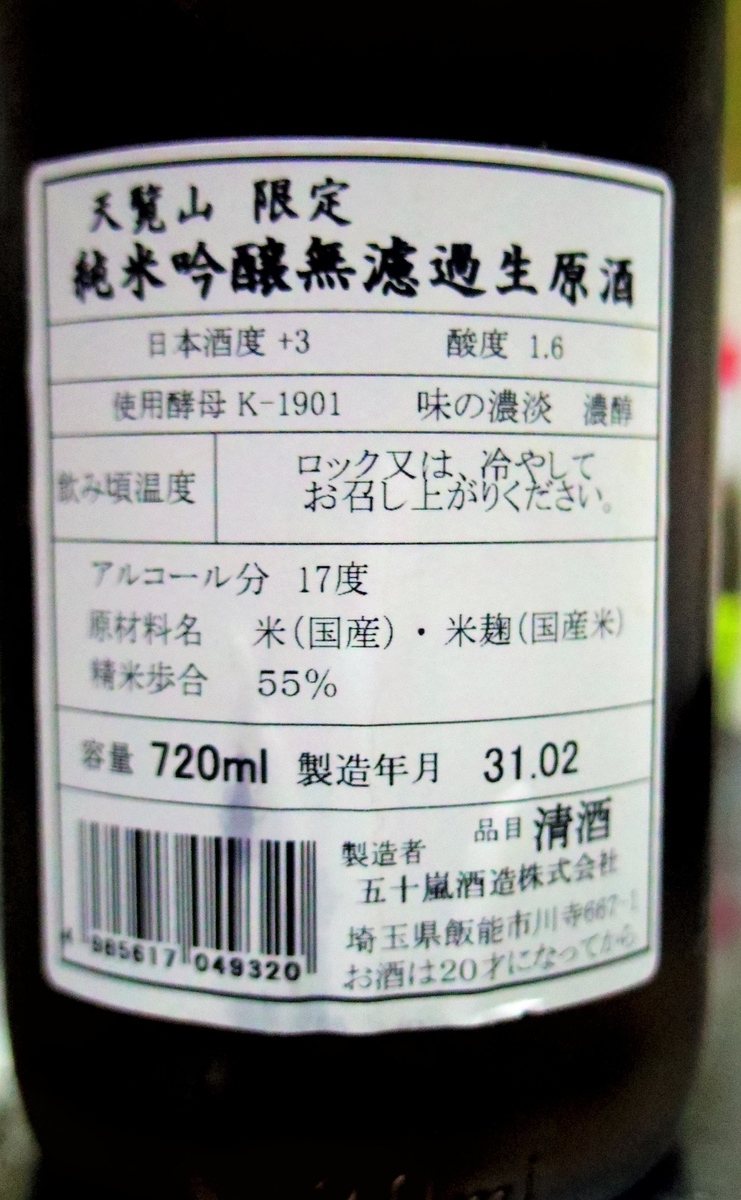 天覧山 限定
純米吟醸無濾過生原酒
日本酒度 +3 酸度 1.6
使用酵母 K-1901 味の濃淡 濃醇
飲み頃温度
ロック又は、冷やして
お召し上がりください。
アルコール分 17度
原材料名 米(国産)・米麹(国産米)
精米歩合 55%
容量 720ml 製造年月 31.02
品目 清酒
製造者
五十嵐酒造株式会社
埼玉県飯能市川寺667-1
お酒は20才になってから
985617 049320